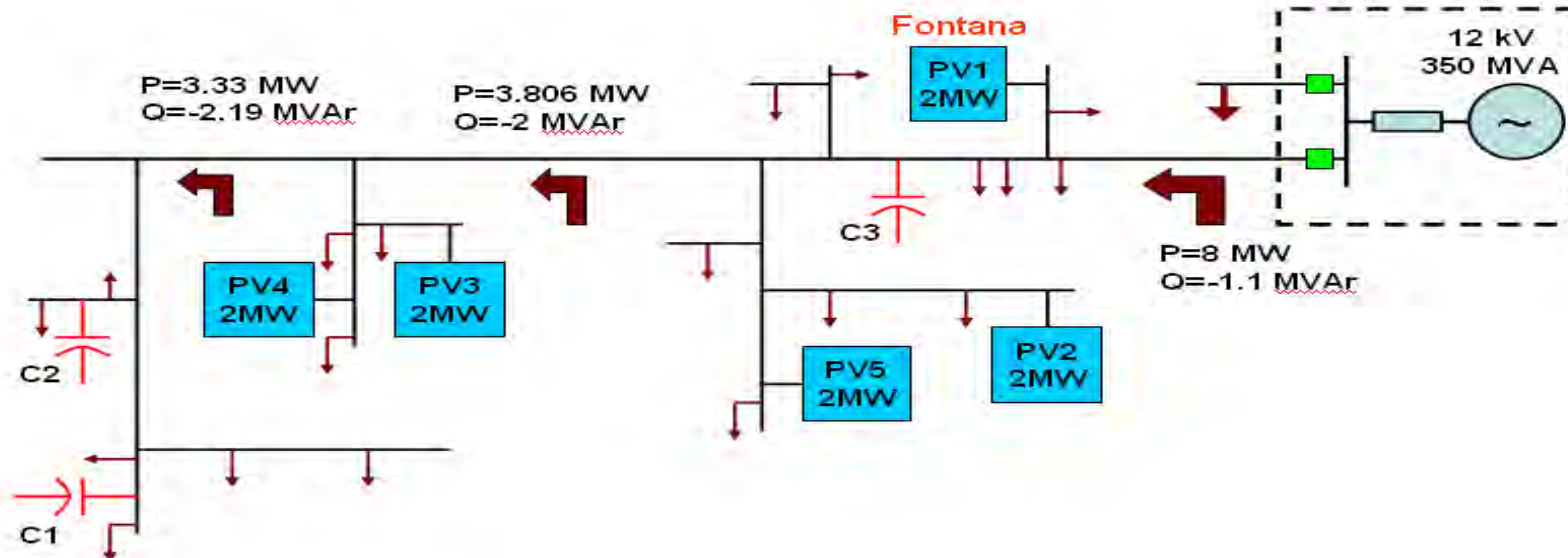 Fontana
12 kV
350 MVA
P=3.33 MW
Q=-2.19 MVAr
P=3.806 MW
Q=-2 MVAr
PV1
2MW
C3
P=8 MW
Q=-1.1 MVAr
PV4
2MW
PV3
2MW
C2
PV5
2MW
PV2
2MW
C1